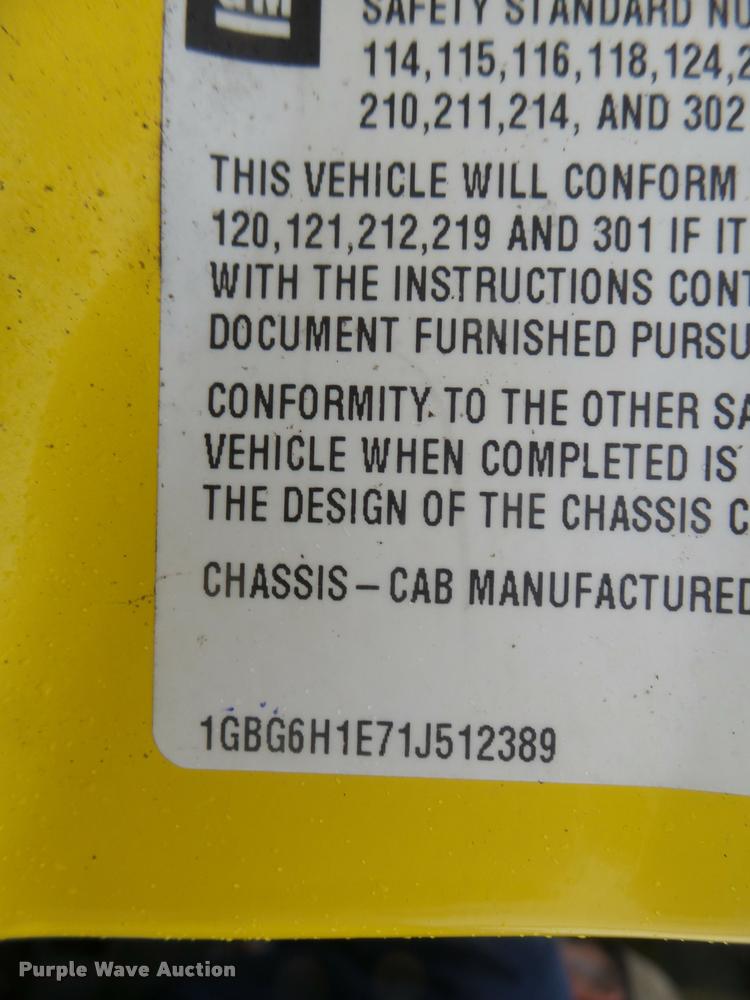 GM
SAFETY STANDARD NU
114,115,116,118,124,2
210,211,214, AND 302
THIS VEHICLE WILL CONFORM
120,121,212,219 AND 301 IF IT
WITH THE INSTRUCTIONS CONT
DOCUMENT FURNISHED PURSU
CONFORMITY TO THE OTHER SA
VEHICLE WHEN COMPLETED IS
THE DESIGN OF THE CHASSIS C
CHASSIS – CAB MANUFACTURED
1GBG6H1E71J512389
Purple Wave Auction